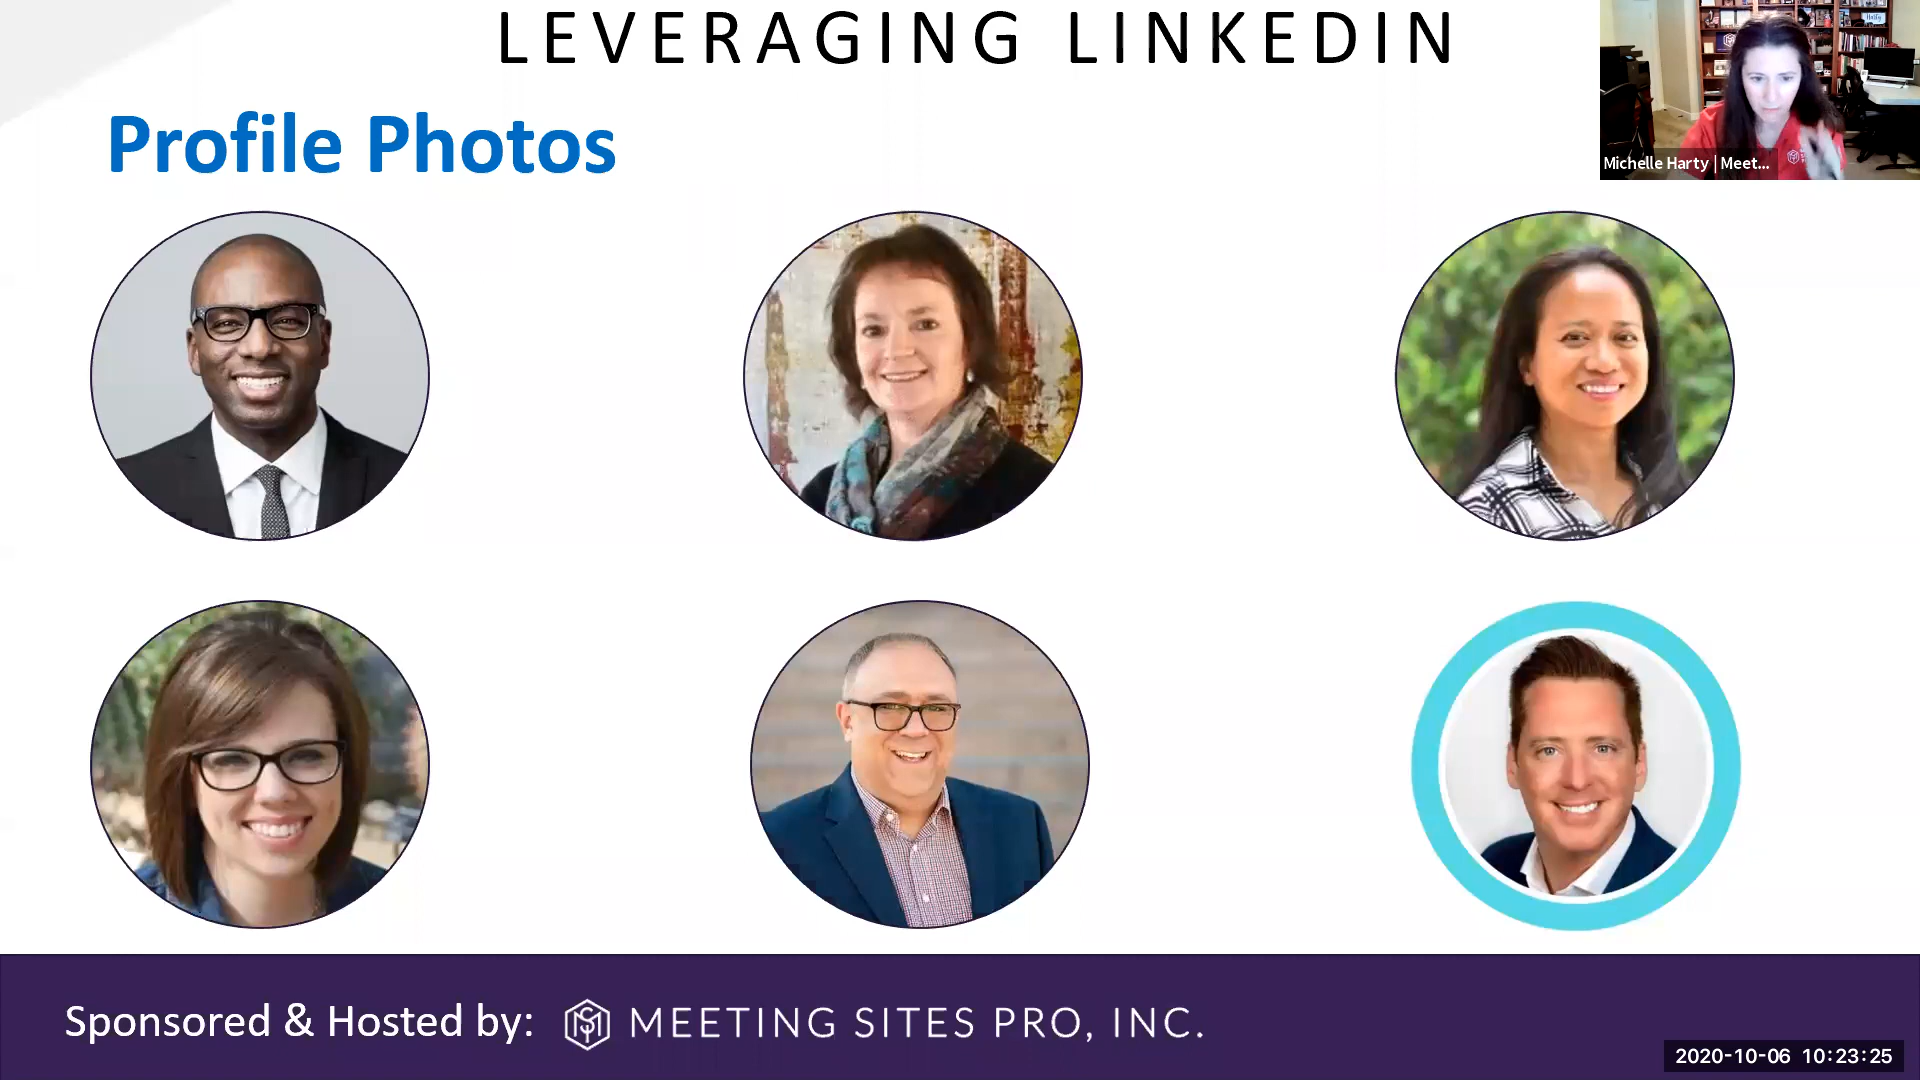 LEVERAGING LINKEDIN
Profile Photos
Michelle Harty | Meet...
Sponsored & Hosted by: MEETING SITES PRO, INC.
2020-10-06 10:23:25